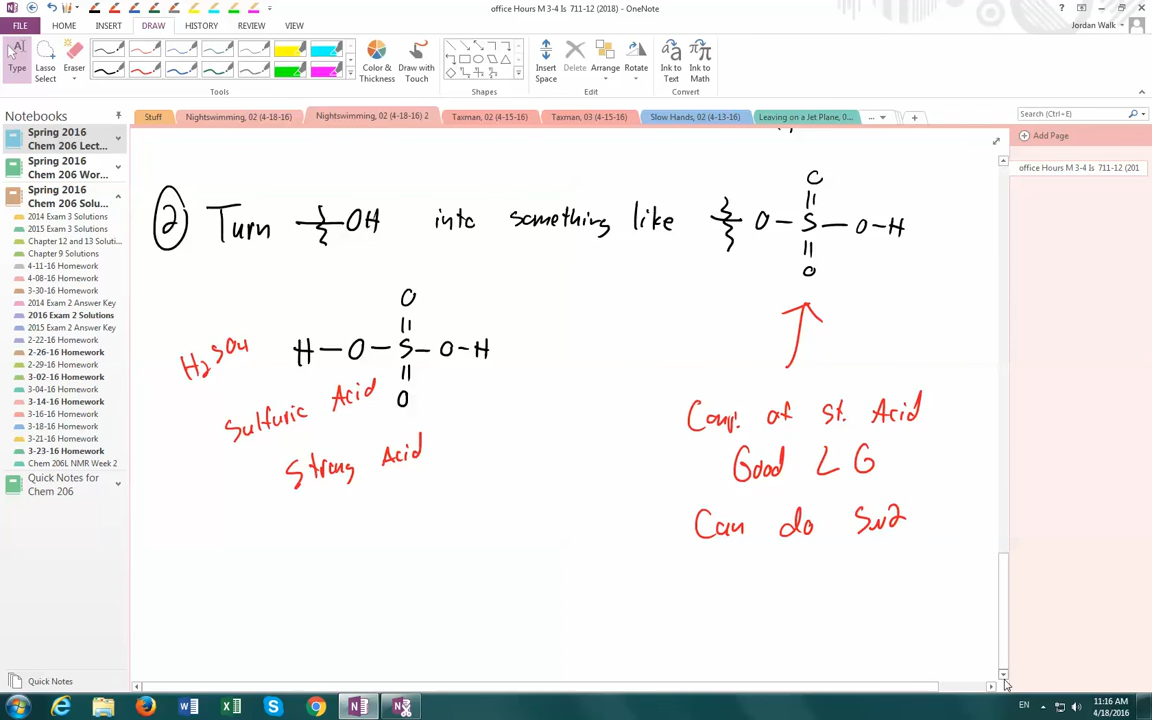 office Hours M 3-4 Is 711-12 (2018) - OneNote
Jordan Walk
FILE HOME INSERT DRAW HISTORY REVIEW VIEW
Type
Lasso Select
Eraser
Color & Thickness
Draw with Touch
Insert Space
Delete
Arrange
Rotate
Ink to Text
Ink to Math
Tools
Shapes
Edit
Convert
Notebooks
Stuff
Nightswimming, 02 (4-18-16)
Nightswimming, 02 (4-18-16) 2
Taxman, 02 (4-15-16)
Taxman, 03 (4-15-16)
Slow Hands, 02 (4-13-16)
Leaving on a Jet Plane, 0...
Search (Ctrl+E)
Add Page
office Hours M 3-4 Is 711-12 (201
Spring 2016
Chem 206 Lect...
Spring 2016
Chem 206 Wor...
Spring 2016
Chem 206 Solu...
2014 Exam 3 Solutions
2015 Exam 3 Solutions
Chapter 12 and 13 Soluti...
Chapter 9 Solutions
4-11-16 Homework
4-08-16 Homework
3-30-16 Homework
2014 Exam 2 Answer Key
2016 Exam 2 Solutions
2015 Exam 2 Answer Key
2-22-16 Homework
2-26-16 Homework
2-29-16 Homework
3-02-16 Homework
3-04-16 Homework
3-14-16 Homework
3-16-16 Homework
3-18-16 Homework
3-21-16 Homework
3-23-16 Homework
Chem 206L NMR Week 2
Quick Notes for
Chem 206
Quick Notes
2 Turn OH into something like O-S-O-H
O
O
O
H-O-S-O-H
O
H2SO4
Sulfuric Acid
Strong Acid
Conj. of st. Acid
Good L G
Can do SN2
EN
11:16 AM
4/18/2016